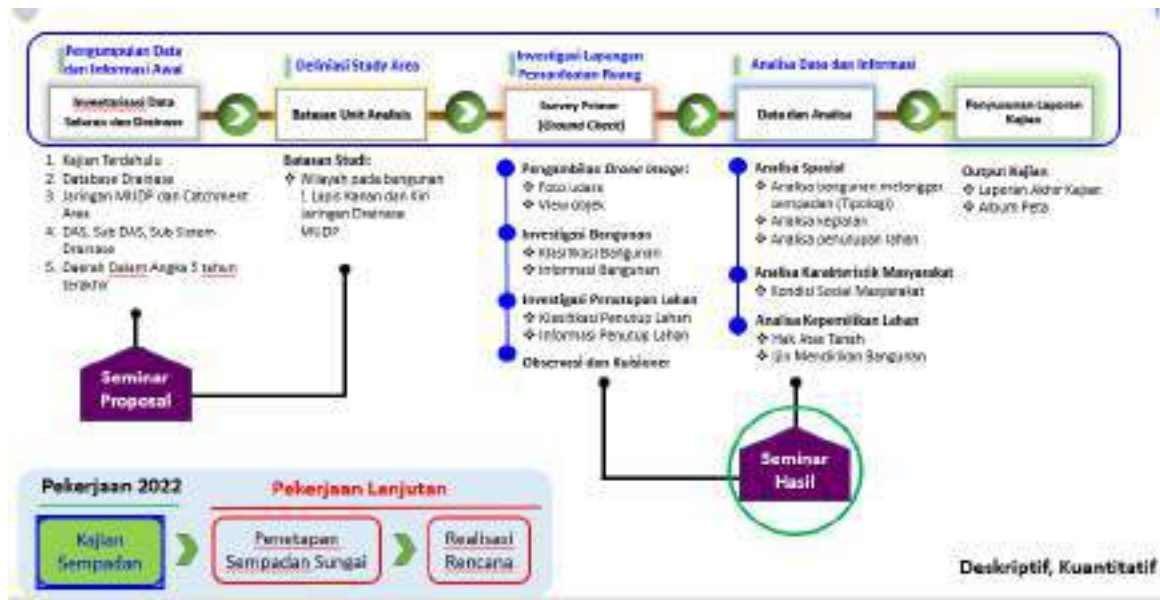 Pengumpulan Data
dan Informasi Awal
Deliniasi Study Area
Investigasi Lapangan
Pemanfaatan Ruang
Analisa Data dan Informasi
Inventarisasi Data
Saluran dan Drainase
Batasan Unit Analisis
Survey Primer
(Ground Check)
Data dan Analisa
Penyusunan Laporan
Kajian
1. Kajian Terdahulu
2. Database Drainase
3. Jaringan MUDP dan Catchment
Area
4. DAS, Sub DAS, Sub Sistem
Drainase
5. Daerah Dalam Angka 5 tahun
terakhir
Batasan Studi:
❖ Wilayah pada bangunan
1 Lapis Kanan dan Kiri
Jaringan Drainase
MUDP
Pengambilan Drone Image:
❖ Foto udara
❖ View objek
Investigasi Bangunan
❖ Klasifikasi Bangunan
❖ Informasi Bangunan
Investigasi Penutupan Lahan
❖ Klasifikasi Penutup Lahan
❖ Informasi Penutup Lahan
Observasi dan Kuisioner
Analisa Spasial
❖ Analisa bangunan melanggar
sempadan (Tipologi)
❖ Analisa kegiatan
❖ Analisa penutupan lahan
Analisa Karakteristik Masyarakat
❖ Kondisi Sosial Masyarakat
Analisa Kepemilikan Lahan
❖ Hak Atas Tanah
❖ Ijin Mendirikan Bangunan
Output Kajian
❖ Laporan Akhir Kajian
❖ Album Peta
Seminar
Proposal
Seminar
Hasil
Pekerjaan 2022
Pekerjaan Lanjutan
Kajian
Sempadan
Penetapan
Sempadan Sungai
Realisasi
Rencana
Deskriptif, Kuantitatif